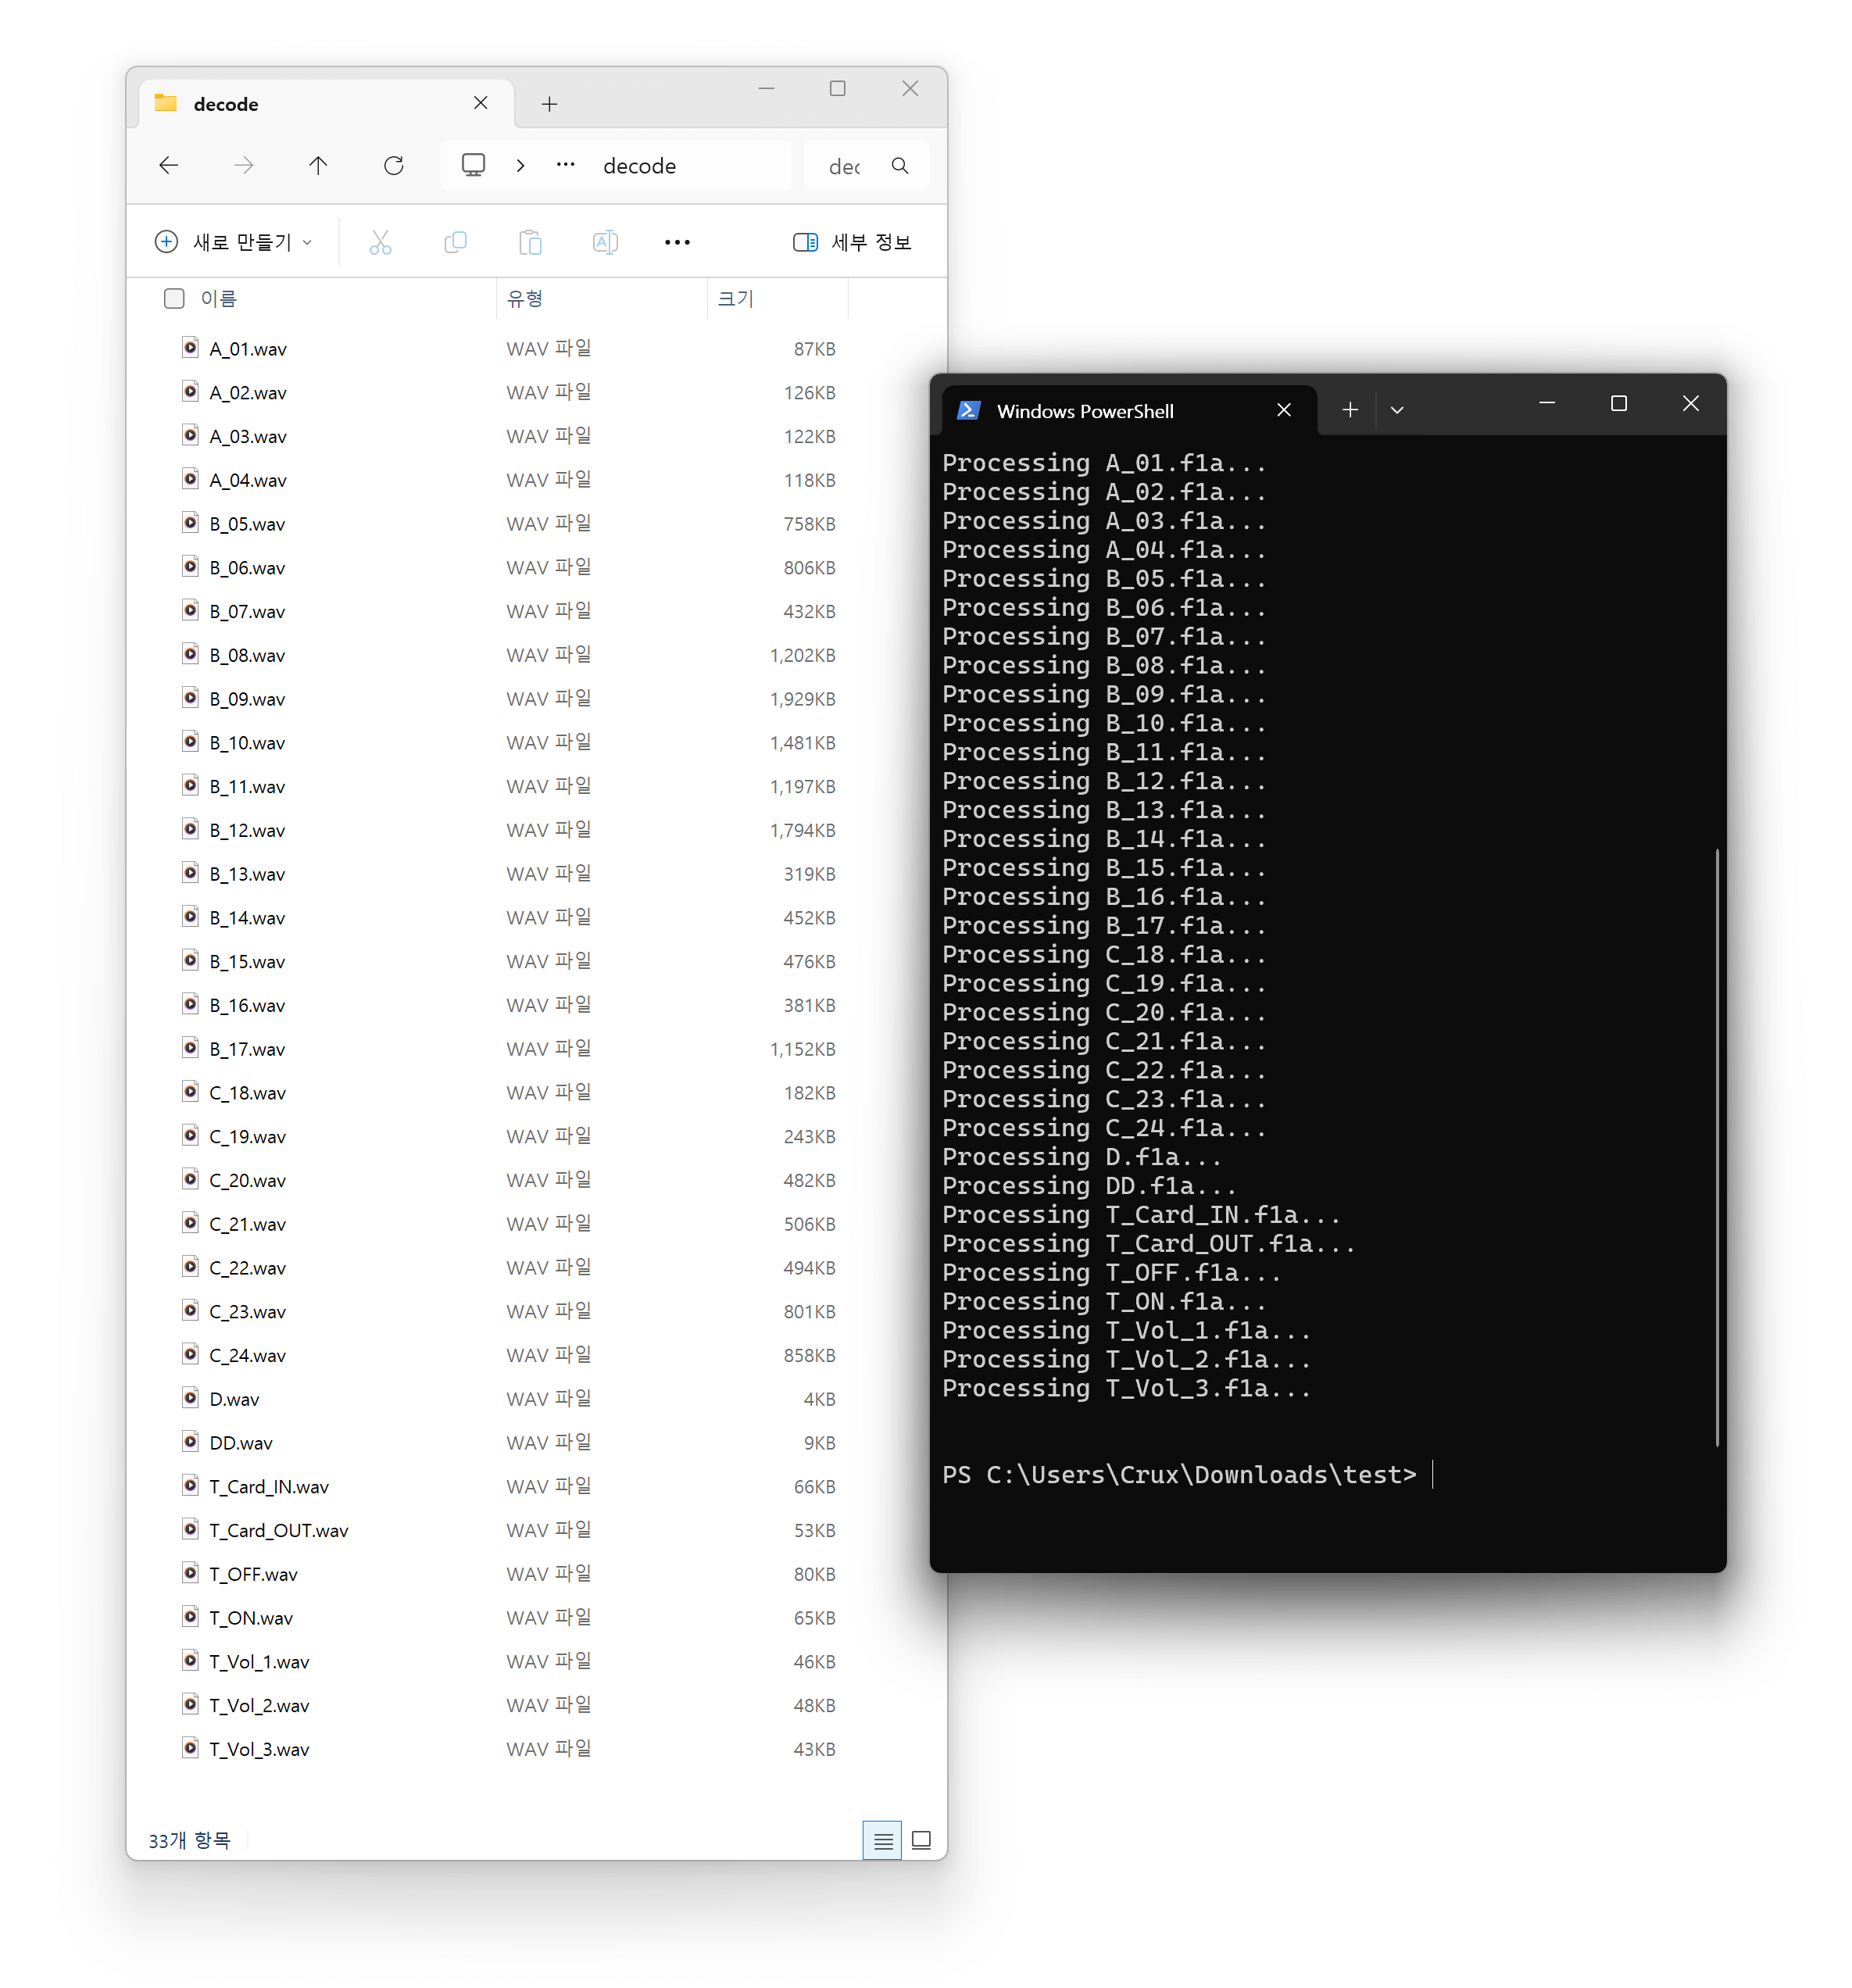 decode
decode
dec
새로 만들기
세부 정보
이름 유형 크기
A_01.wav WAV 파일 87KB
A_02.wav WAV 파일 126KB
A_03.wav WAV 파일 122KB
A_04.wav WAV 파일 118KB
B_05.wav WAV 파일 758KB
B_06.wav WAV 파일 806KB
B_07.wav WAV 파일 432KB
B_08.wav WAV 파일 1,202KB
B_09.wav WAV 파일 1,929KB
B_10.wav WAV 파일 1,481KB
B_11.wav WAV 파일 1,197KB
B_12.wav WAV 파일 1,794KB
B_13.wav WAV 파일 319KB
B_14.wav WAV 파일 452KB
B_15.wav WAV 파일 476KB
B_16.wav WAV 파일 381KB
B_17.wav WAV 파일 1,152KB
C_18.wav WAV 파일 182KB
C_19.wav WAV 파일 243KB
C_20.wav WAV 파일 482KB
C_21.wav WAV 파일 506KB
C_22.wav WAV 파일 494KB
C_23.wav WAV 파일 801KB
C_24.wav WAV 파일 858KB
D.wav WAV 파일 4KB
DD.wav WAV 파일 9KB
T_Card_IN.wav WAV 파일 66KB
T_Card_OUT.wav WAV 파일 53KB
T_OFF.wav WAV 파일 80KB
T_ON.wav WAV 파일 65KB
T_Vol_1.wav WAV 파일 46KB
T_Vol_2.wav WAV 파일 48KB
T_Vol_3.wav WAV 파일 43KB
33개 항목
Windows PowerShell
Processing A_01.f1a...
Processing A_02.f1a...
Processing A_03.f1a...
Processing A_04.f1a...
Processing B_05.f1a...
Processing B_06.f1a...
Processing B_07.f1a...
Processing B_08.f1a...
Processing B_09.f1a...
Processing B_10.f1a...
Processing B_11.f1a...
Processing B_12.f1a...
Processing B_13.f1a...
Processing B_14.f1a...
Processing B_15.f1a...
Processing B_16.f1a...
Processing B_17.f1a...
Processing C_18.f1a...
Processing C_19.f1a...
Processing C_20.f1a...
Processing C_21.f1a...
Processing C_22.f1a...
Processing C_23.f1a...
Processing C_24.f1a...
Processing D.f1a...
Processing DD.f1a...
Processing T_Card_IN.f1a...
Processing T_Card_OUT.f1a...
Processing T_OFF.f1a...
Processing T_ON.f1a...
Processing T_Vol_1.f1a...
Processing T_Vol_2.f1a...
Processing T_Vol_3.f1a...
PS C:\Users\Crux\Downloads\test>